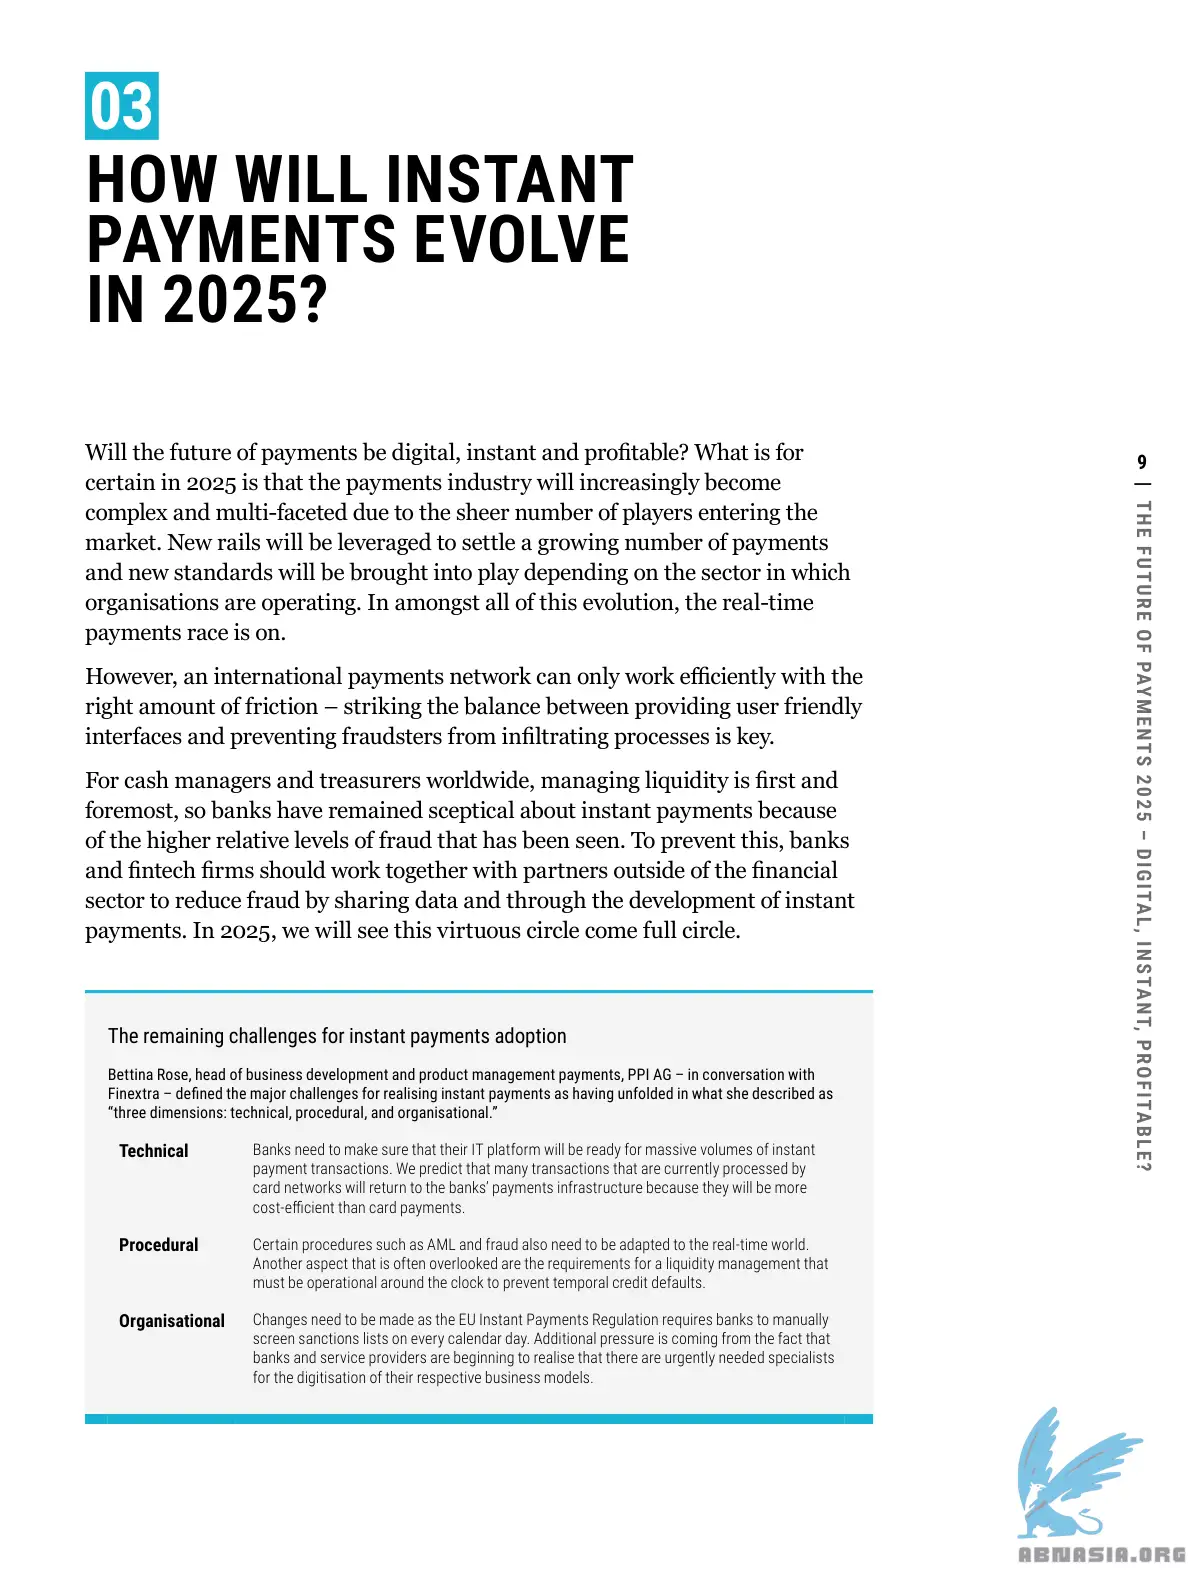 03
HOW WILL INSTANT
PAYMENTS EVOLVE
IN 2025?
Will the future of payments be digital, instant and profitable? What is for
certain in 2025 is that the payments industry will increasingly become
complex and multi-faceted due to the sheer number of players entering the
market. New rails will be leveraged to settle a growing number of payments
and new standards will be brought into play depending on the sector in which
organisations are operating. In amongst all of this evolution, the real-time
payments race is on.
However, an international payments network can only work efficiently with the
right amount of friction – striking the balance between providing user friendly
interfaces and preventing fraudsters from infiltrating processes is key.
For cash managers and treasurers worldwide, managing liquidity is first and
foremost, so banks have remained sceptical about instant payments because
of the higher relative levels of fraud that has been seen. To prevent this, banks
and fintech firms should work together with partners outside of the financial
sector to reduce fraud by sharing data and through the development of instant
payments. In 2025, we will see this virtuous circle come full circle.
The remaining challenges for instant payments adoption
Bettina Rose, head of business development and product management payments, PPI AG – in conversation with
Finextra – defined the major challenges for realising instant payments as having unfolded in what she described as
“three dimensions: technical, procedural, and organisational.”
Technical
Banks need to make sure that their IT platform will be ready for massive volumes of instant
payment transactions. We predict that many transactions that are currently processed by
card networks will return to the banks’ payments infrastructure because they will be more
cost-efficient than card payments.
Procedural
Certain procedures such as AML and fraud also need to be adapted to the real-time world.
Another aspect that is often overlooked are the requirements for a liquidity management that
must be operational around the clock to prevent temporal credit defaults.
Organisational
Changes need to be made as the EU Instant Payments Regulation requires banks to manually
screen sanctions lists on every calendar day. Additional pressure is coming from the fact that
banks and service providers are beginning to realise that there are urgently needed specialists
for the digitisation of their respective business models.
9
| THE FUTURE OF PAYMENTS 2025 – DIGITAL, INSTANT, PROFITABLE?
ABNASIA.ORG